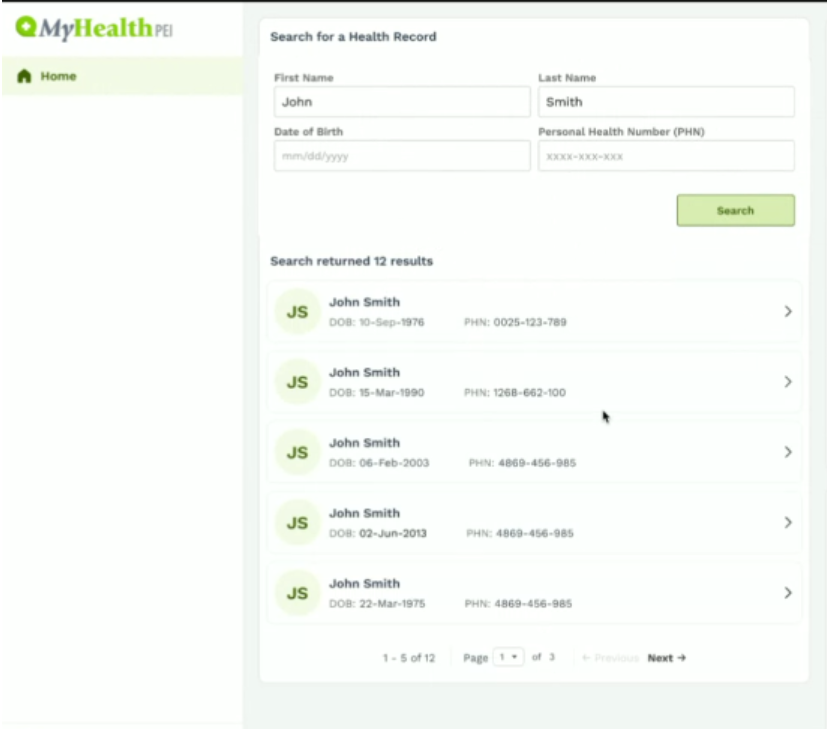 MyHealth PEI
Home
Search for a Health Record
First Name
Last Name
John
Smith
Date of Birth
Personal Health Number (PHN)
mm/dd/yyyy
xxxx-xxx-xxx
Search
Search returned 12 results
JS
John Smith
DOB: 10-Sep-1976 PHN: 0025-123-789
JS
John Smith
DOB: 15-Mar-1990 PHN: 1268-662-100
JS
John Smith
DOB: 06-Feb-2003 PHN: 4869-456-985
JS
John Smith
DOB: 02-Jun-2013 PHN: 4869-456-985
JS
John Smith
DOB: 22-Mar-1975 PHN: 4869-456-985
1 - 5 of 12 Page 1 of 3 ← Previous Next →